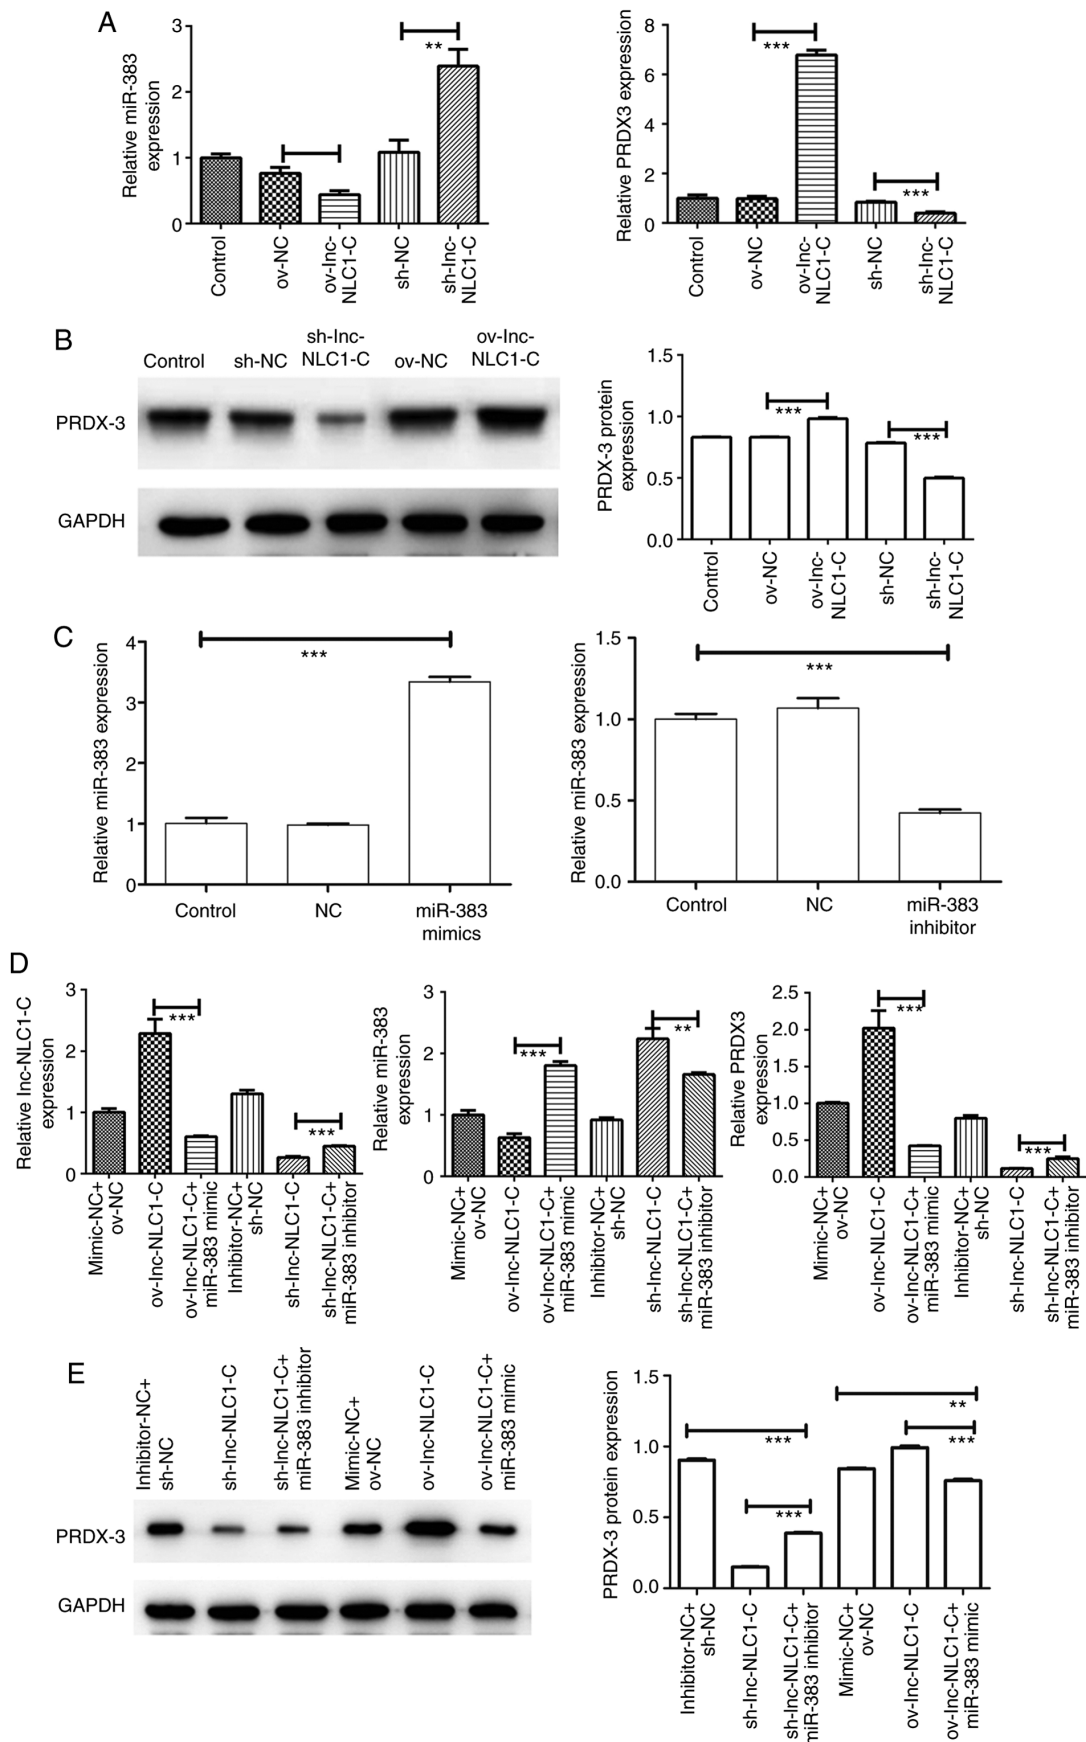 A
Relative miR-383
expression
3
2
1
0
**
Control
ov-NC
ov-lnc-
NLC1-C
sh-NC
sh-lnc-
NLC1-C
Relative PRDX3 expression
8
6
4
2
0
***
***
Control
ov-NC
ov-lnc-
NLC1-C
sh-NC
sh-lnc-
NLC1-C
B
Control
sh-NC
sh-lnc-
NLC1-C
ov-NC
ov-lnc-
NLC1-C
PRDX-3
GAPDH
PRDX-3 protein
expression
1.5
1.0
0.5
0.0
***
***
Control
ov-NC
ov-lnc-
NLC1-C
sh-NC
sh-lnc-
NLC1-C
C
Relative miR-383 expression
4
3
2
1
0
***
Control
NC
miR-383
mimics
Relative miR-383 expression
1.5
1.0
0.5
0.0
***
Control
NC
miR-383
inhibitor
D
Relative lnc-NLC1-C
expression
3
2
1
0
***
***
Mimic-NC+
ov-NC
ov-lnc-NLC1-C
ov-lnc-NLC1-C+
miR-383 mimic
Inhibitor-NC+
sh-NC
sh-lnc-NLC1-C
sh-lnc-NLC1-C+
miR-383 inhibitor
Relative miR-383
expression
3
2
1
0
***
**
Mimic-NC+
ov-NC
ov-lnc-NLC1-C
ov-lnc-NLC1-C+
miR-383 mimic
Inhibitor-NC+
sh-NC
sh-lnc-NLC1-C
sh-lnc-NLC1-C+
miR-383 inhibitor
Relative PRDX3
expression
2.5
2.0
1.5
1.0
0.5
0.0
***
***
Mimic-NC+
ov-NC
ov-lnc-NLC1-C
ov-lnc-NLC1-C+
miR-383 mimic
Inhibitor-NC+
sh-NC
sh-lnc-NLC1-C
sh-lnc-NLC1-C+
miR-383 inhibitor
E
Inhibitor-NC+
sh-NC
sh-lnc-NLC1-C
sh-lnc-NLC1-C+
miR-383 inhibitor
Mimic-NC+
ov-NC
ov-lnc-NLC1-C
ov-lnc-NLC1-C+
miR-383 mimic
PRDX-3
GAPDH
PRDX-3 protein expression
1.5
1.0
0.5
0.0
**
***
***
***
Inhibitor-NC+
sh-NC
sh-lnc-NLC1-C
sh-lnc-NLC1-C+
miR-383 inhibitor
Mimic-NC+
ov-NC
ov-lnc-NLC1-C
ov-lnc-NLC1-C+
miR-383 mimic